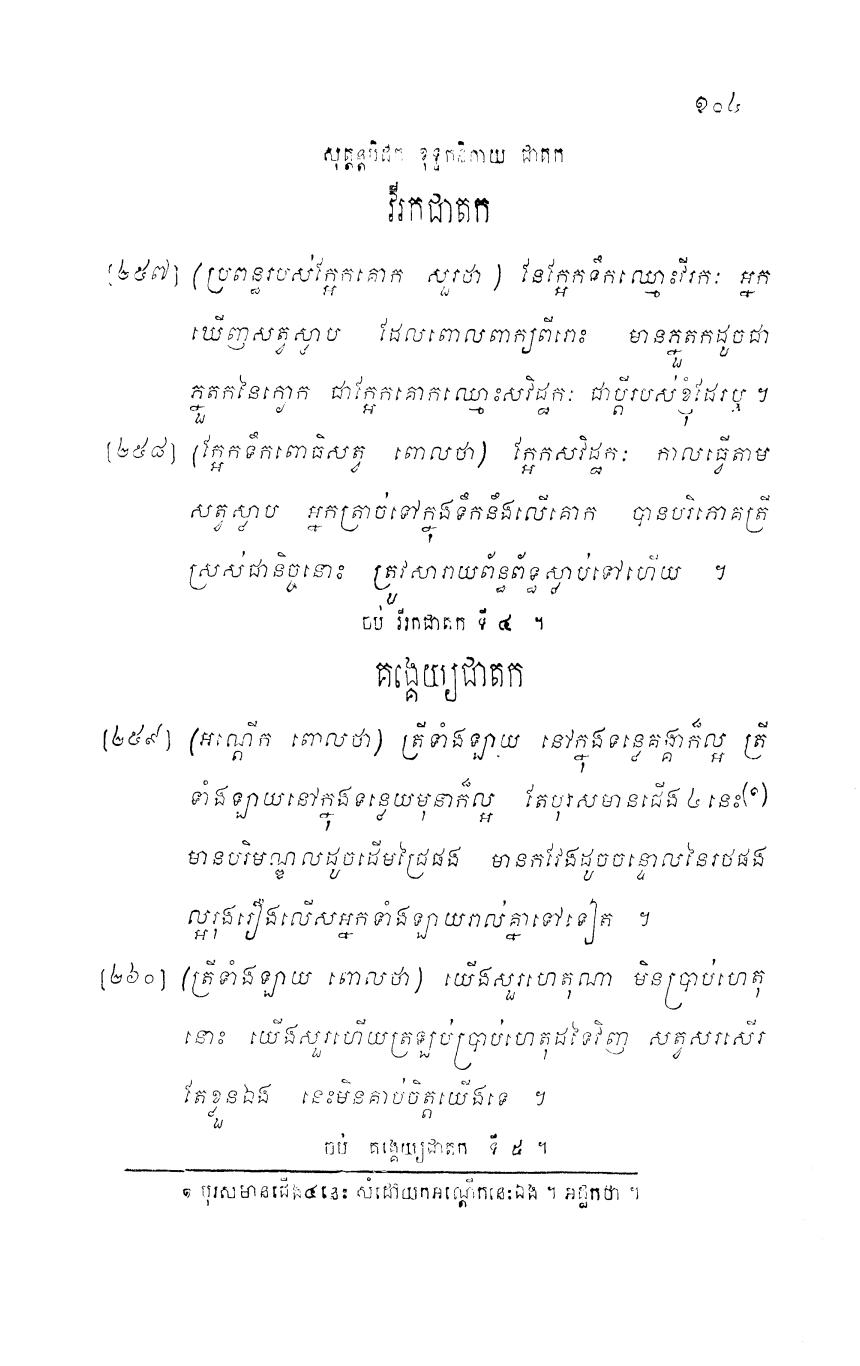 ១០៤
សុត្តន្តបិដក ខុទ្ទកនិកាយ ជាតក
វីរកជាតក
[២៥៧] (ប្រពន្ធរបស់ក្អែកគោក សួរថា ) នែក្អែកទឹកឈ្មោះវីរកៈ អ្នក
ឃើញសត្វស្លាប ដែលពោលពាក្យពីរោះ មានភ្នួតកដូចជា
ភ្នួតកនៃក្ងោក ជាក្អែកគោកឈ្មោះសវិដ្ឋកៈ ជាប្តីរបស់ខ្ញុំដែរឬ ។
[២៥៨] (ក្អែកទឹកពោធិសត្វ ពោលថា) ក្អែកសវិដ្ឋកៈ កាលធ្វើតាម
សត្វស្លាប អ្នកត្រាច់ទៅក្នុងទឹកនឹងលើគោក បានបរិភោគត្រី
ស្រស់ជានិច្ចនោះ ត្រូវសារាយព័ន្ធព័ទ្ធស្លាប់ទៅហើយ ។
ចប់ វីរកជាតក ទី ៤ ។
គង្គេយ្យជាតក
[២៥៩] (អណ្តើក ពោលថា) ត្រីទាំងឡាយ នៅក្នុងទន្លេគង្គាក៏ល្អ ត្រី
ទាំងឡាយនៅក្នុងទន្លេយមុនាក៏ល្អ តែបុរសមានជើង ៤ នេះ(១)
មានបរិមណ្ឌលដូចដើមជ្រៃផង មានកវែងដូចចន្ទោលនៃរថផង
ល្អរុងរឿងលើសអ្នកទាំងឡាយរាល់គ្នាទៅទៀត ។
[២៦០] (ត្រីទាំងឡាយ ពោលថា) យើងសួរហេតុណា មិនប្រាប់ហេតុ
នោះ យើងសួរហើយត្រឡប់ប្រាប់ហេតុដទៃវិញ សត្វសរសើរ
តែខ្លួនឯង នេះមិនគាប់ចិត្តយើងទេ ។
ចប់ គង្គេយ្យជាតក ទី ៥ ។
១ បុរសមានជើង៤នេះ សំដៅយកអណ្តើកនេះឯង ។ អដ្ឋកថា ។